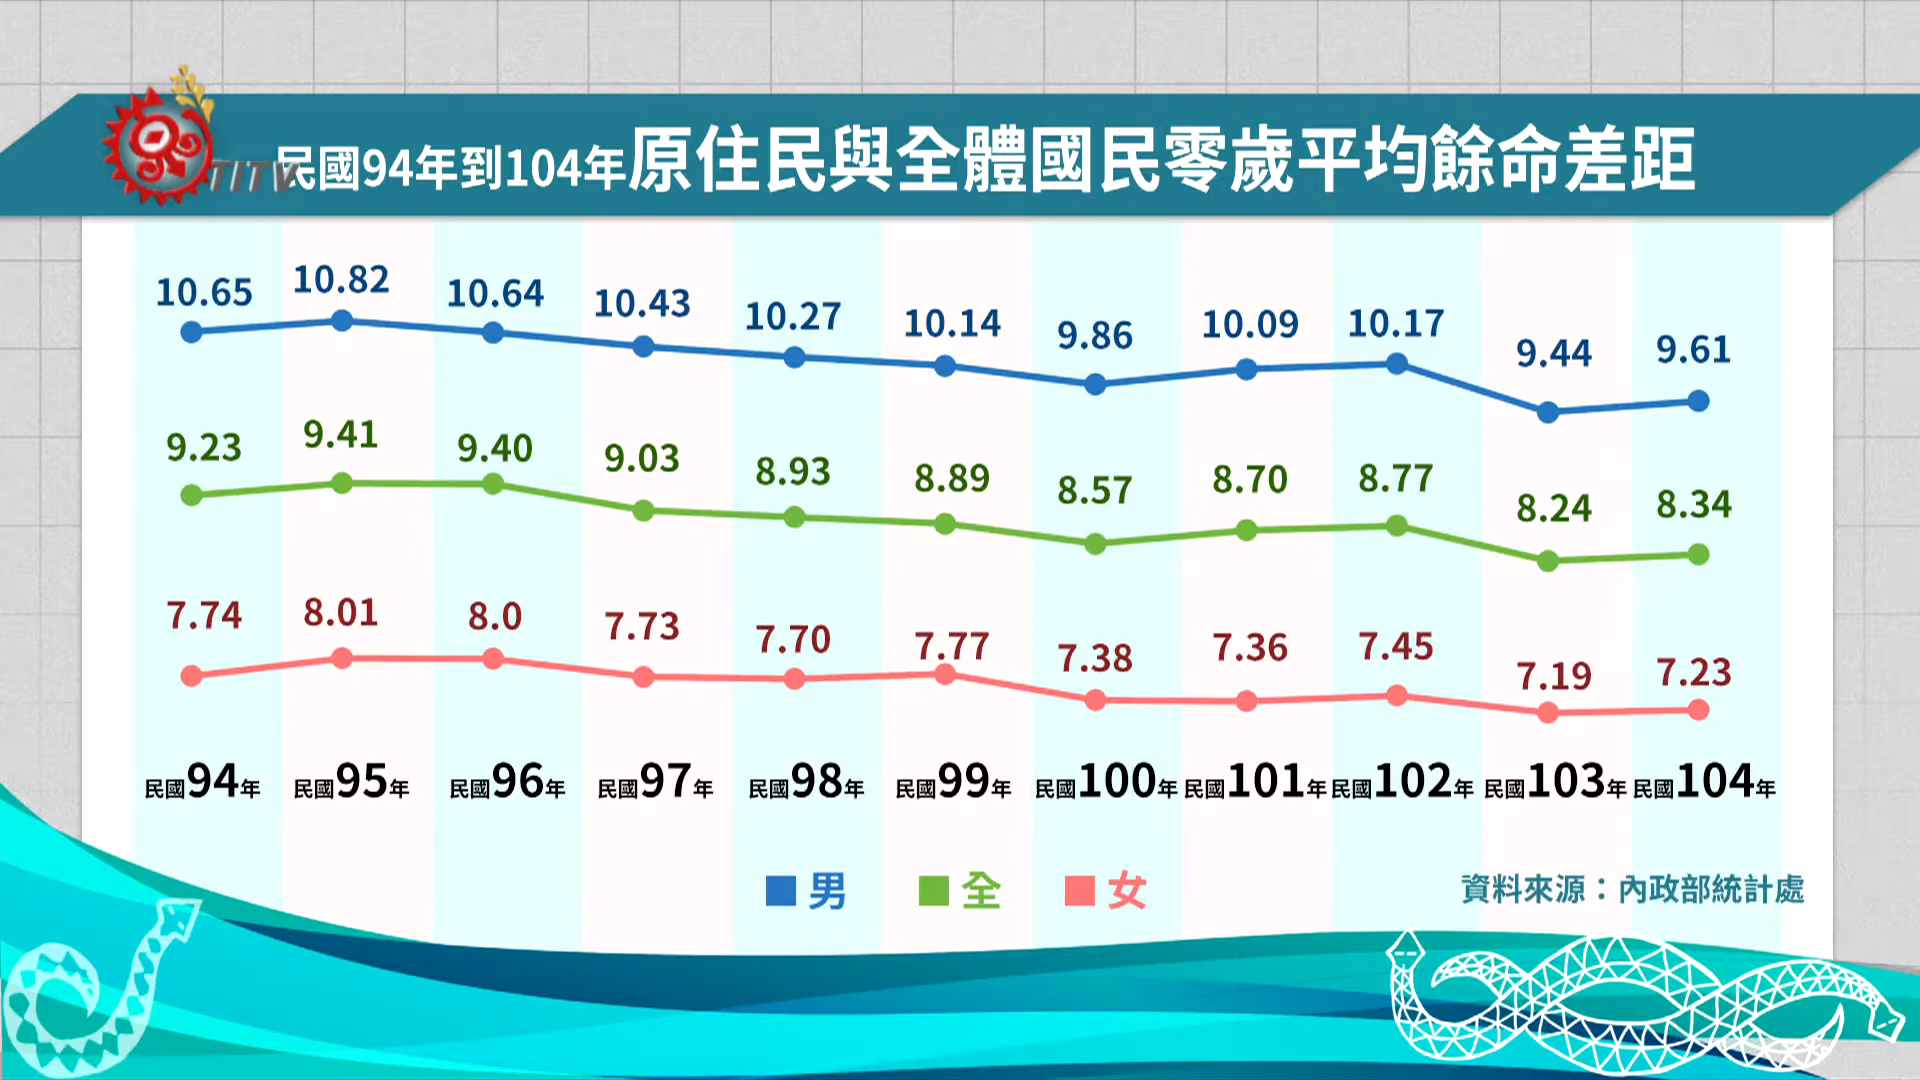 TITV
民國94年到104年原住民與全體國民零歲平均餘命差距
10.65 10.82 10.64 10.43 10.27 10.14 9.86 10.09 10.17 9.44 9.61
9.23 9.41 9.40 9.03 8.93 8.89 8.57 8.70 8.77 8.24 8.34
7.74 8.01 8.0 7.73 7.70 7.77 7.38 7.36 7.45 7.19 7.23
民國94年 民國95年 民國96年 民國97年 民國98年 民國99年 民國100年 民國101年 民國102年 民國103年 民國104年
男 全 女
資料來源：內政部統計處